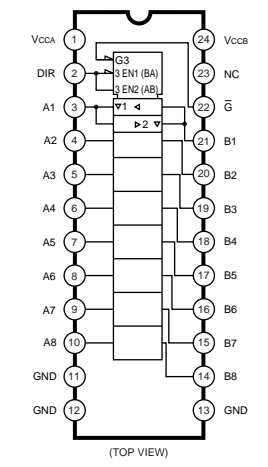 VCCA 1 24 VCCB
G3
DIR 2 3 EN1 (BA) 23 NC
3 EN2 (AB)
A1 3 ▽1 ◁ 22 G̅
▷2 ▽
A2 4 21 B1
A3 5 20 B2
A4 6 19 B3
A5 7 18 B4
A6 8 17 B5
A7 9 16 B6
A8 10 15 B7
GND 11 14 B8
GND 12 13 GND
(TOP VIEW)